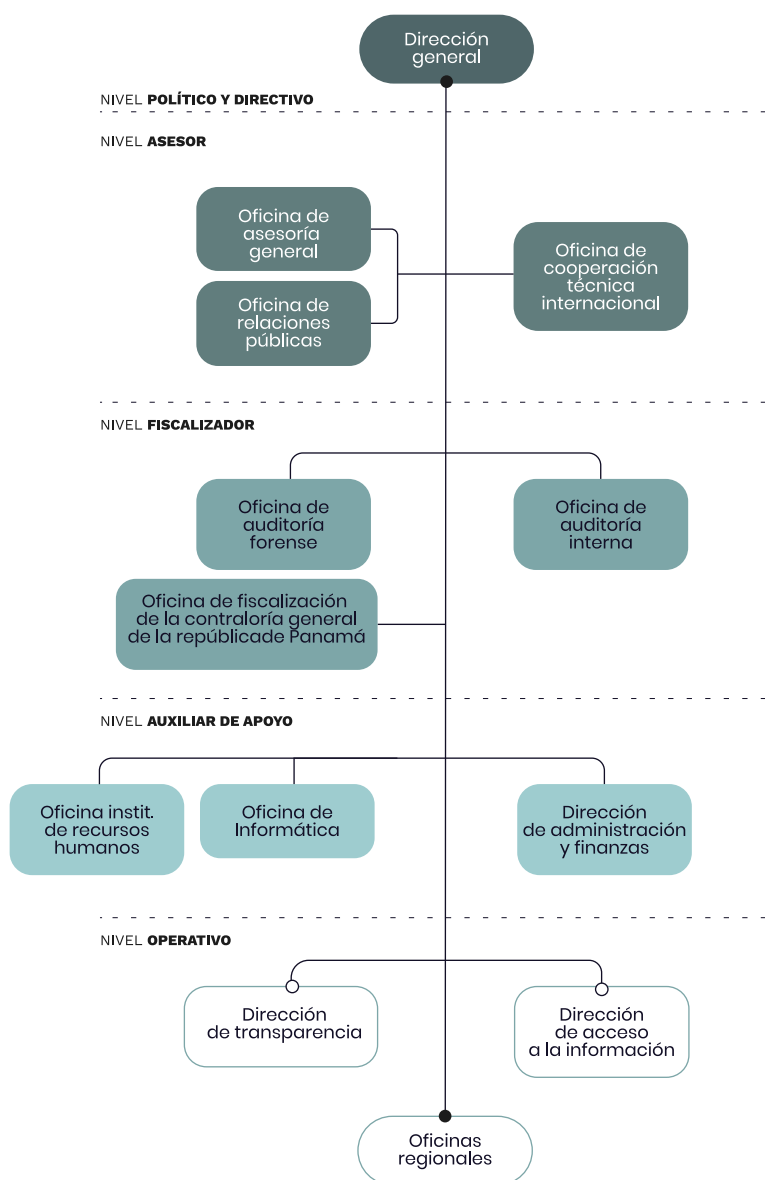 Dirección
general
NIVEL POLÍTICO Y DIRECTIVO
NIVEL ASESOR
Oficina de
asesoría
general
Oficina de
relaciones
públicas
Oficina de
cooperación
técnica
internacional
NIVEL FISCALIZADOR
Oficina de
auditoría
forense
Oficina de
auditoría
interna
Oficina de fiscalización
de la contraloría general
de la repúblicade Panamá
NIVEL AUXILIAR DE APOYO
Oficina instit.
de recursos
humanos
Oficina de
Informática
Dirección
de administración
y finanzas
NIVEL OPERATIVO
Dirección
de transparencia
Dirección
de acceso
a la información
Oficinas
regionales